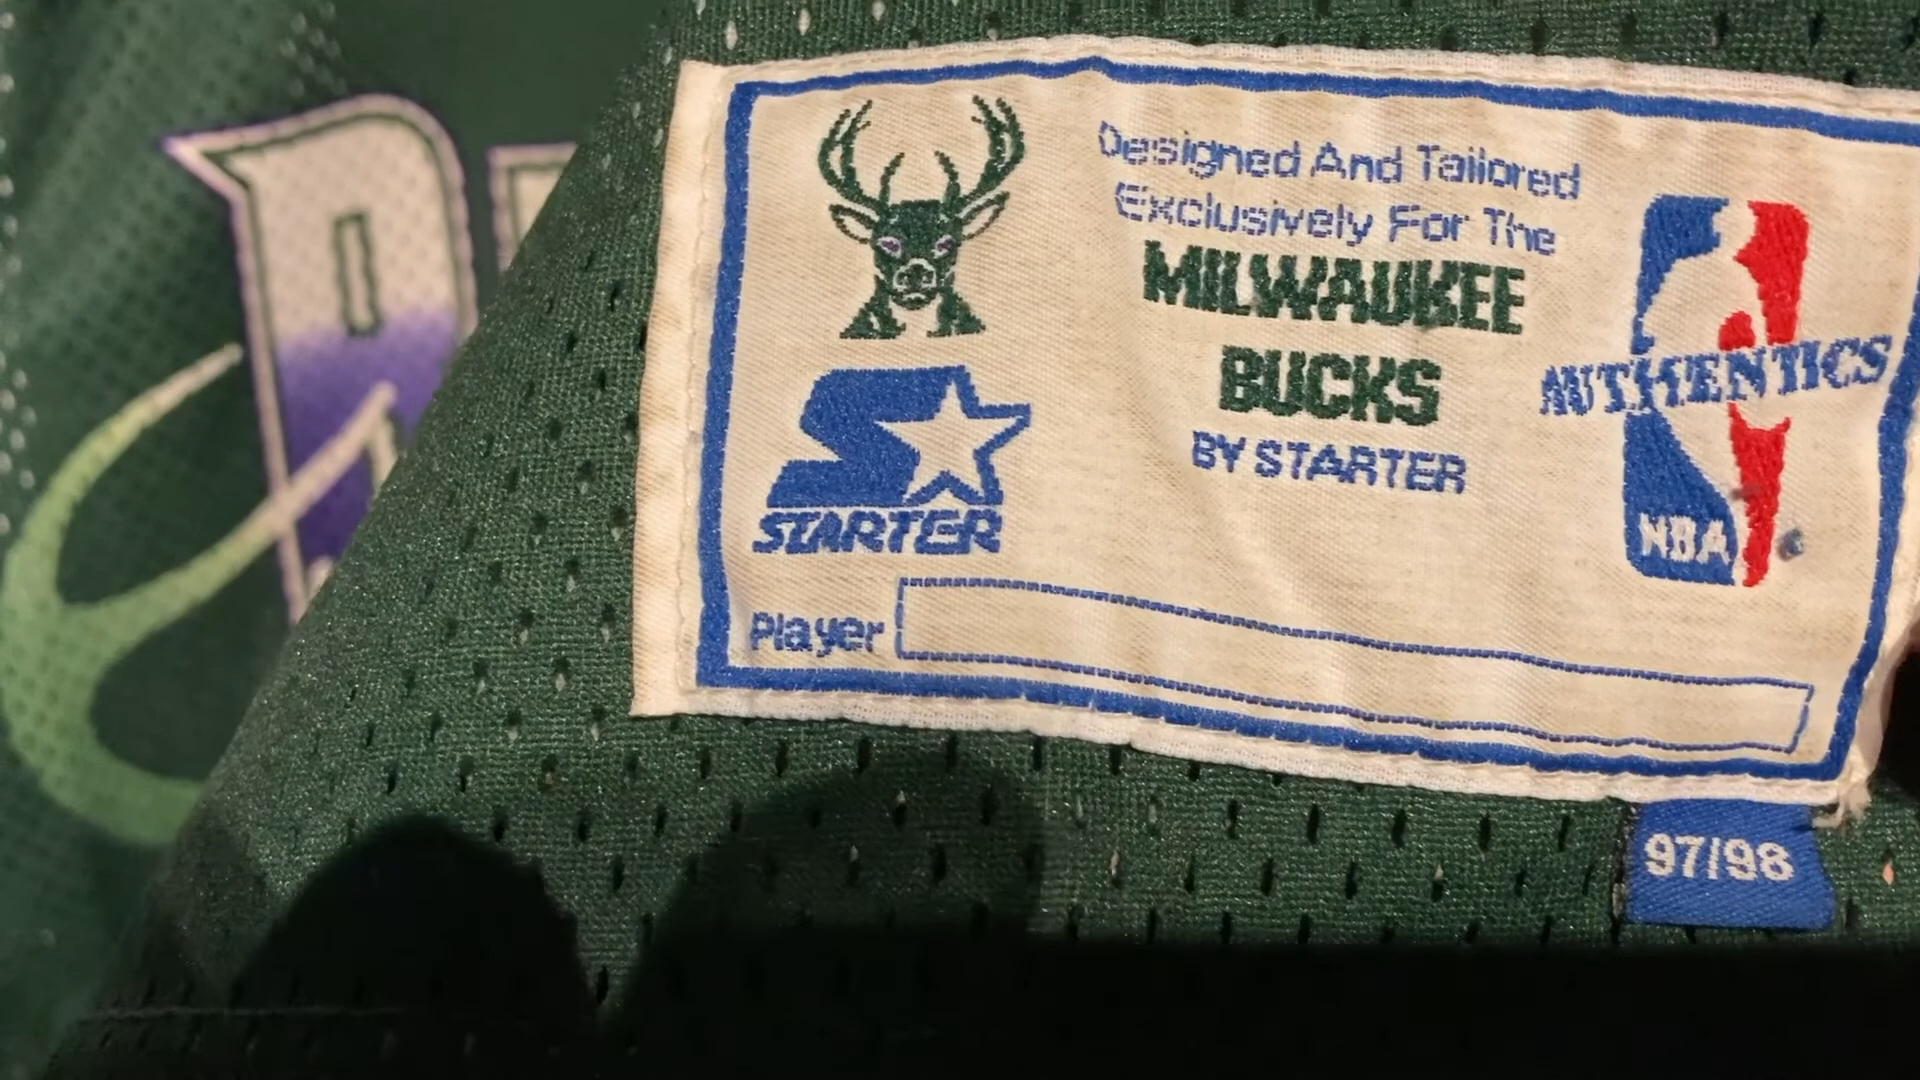 Designed And Tailored
Exclusively For The
MILWAUKEE
BUCKS
BY STARTER
STARTER
AUTHENTICS
NBA
Player
97/98